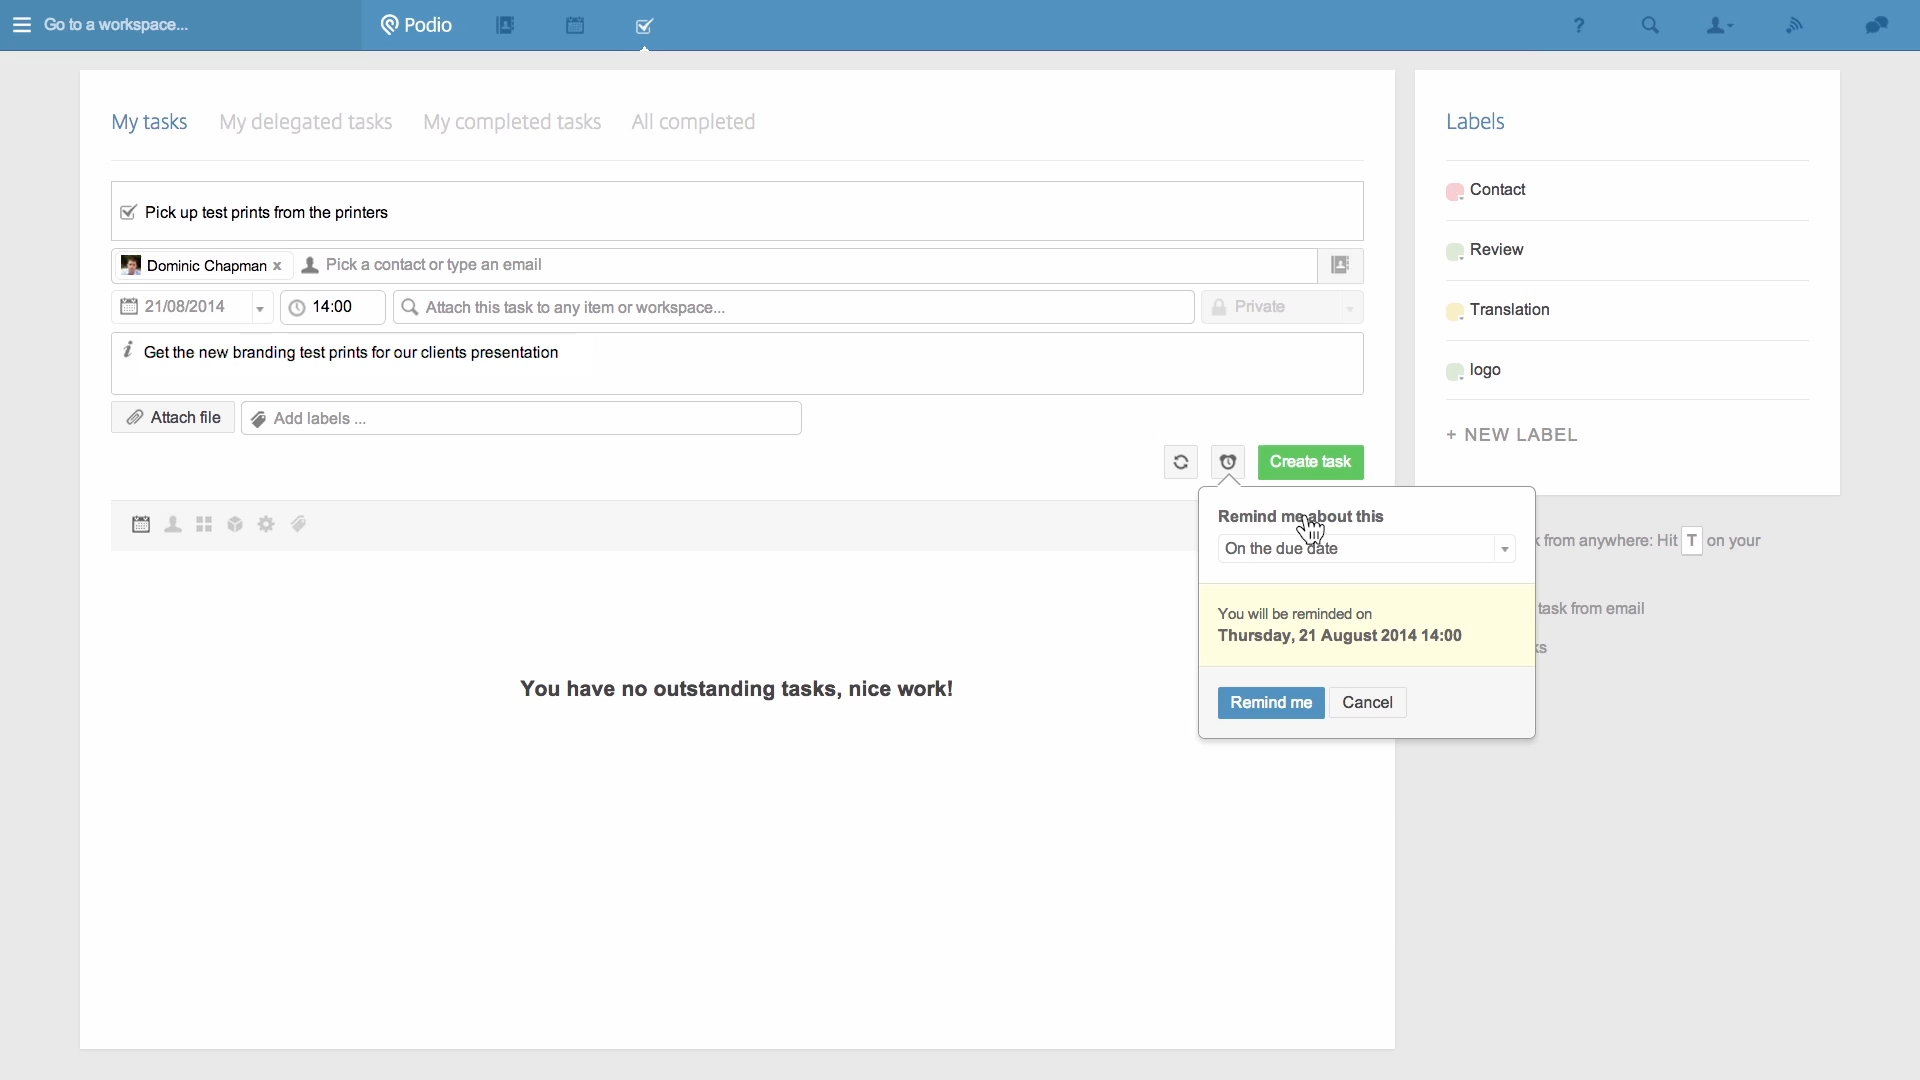 Go to a workspace...
Podio
?
My tasks My delegated tasks My completed tasks All completed
Pick up test prints from the printers
Dominic Chapman x Pick a contact or type an email
21/08/2014 14:00 Attach this task to any item or workspace... Private
Get the new branding test prints for our clients presentation
Attach file Add labels ...
Create task
Remind me about this
On the due date
You will be reminded on
Thursday, 21 August 2014 14:00
Remind me Cancel
You have no outstanding tasks, nice work!
Labels
Contact
Review
Translation
logo
+ NEW LABEL
from anywhere: Hit T on your
task from email